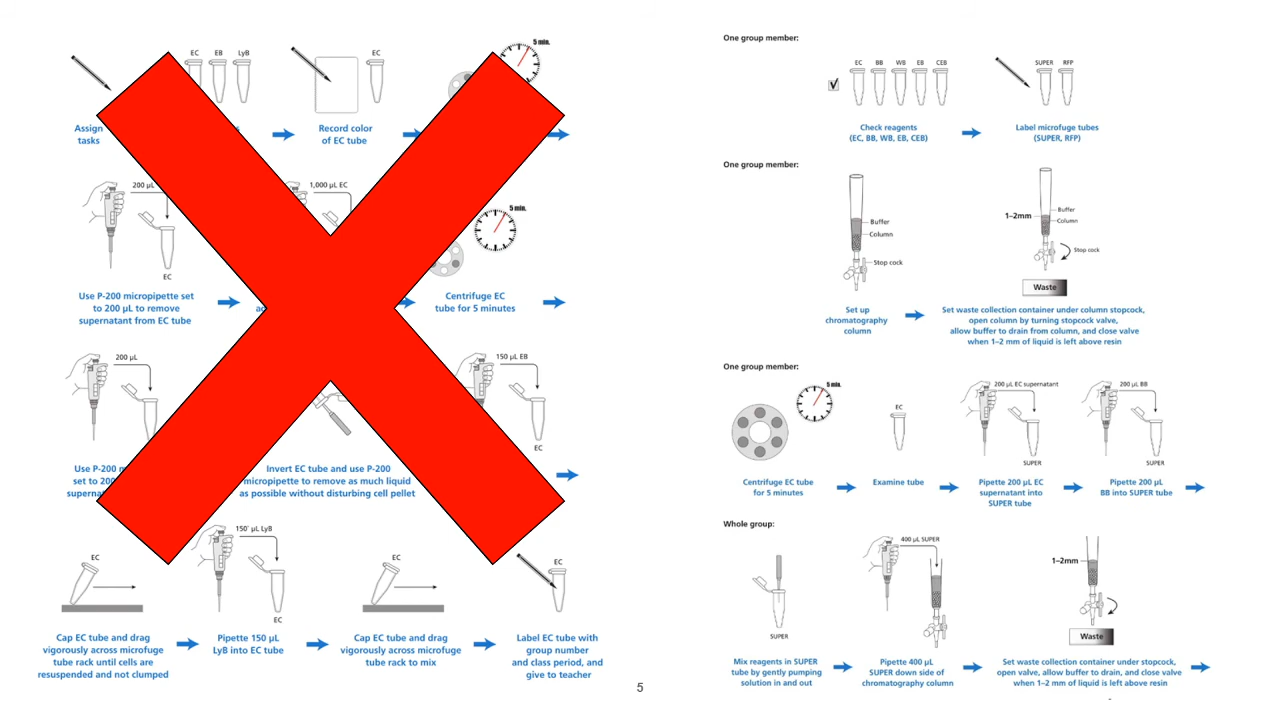 EC EB LyB
EC
5 min.
Assign
tasks
Record color
of EC tube
200 µL
1,000 µL EC
5 min.
EC
Use P-200 micropipette set
to 200 µL to remove
supernatant from EC tube
Centrifuge EC
tube for 5 minutes
200 µL
150 µL EB
EC
Use P-200
set to 200
Invert EC tube and use P-200
micropipette to remove as much liquid
as possible without disturbing cell pellet
EC
150 µL LyB
EC
EC
EC
Cap EC tube and drag
vigorously across microfuge
tube rack until cells are
resuspended and not clumped
Pipette 150 µL
LyB into EC tube
Cap EC tube and drag
vigorously across microfuge
tube rack to mix
Label EC tube with
group number
and class period, and
give to teacher
5
One group member:
EC BB WB EB CEB
SUPER RFP
Check reagents
(EC, BB, WB, EB, CEB)
Label microfuge tubes
(SUPER, RFP)
One group member:
Buffer
Column
Stop cock
1–2mm
Buffer
Column
Stop cock
Waste
Set up
chromatography
column
Set waste collection container under column stopcock,
open column by turning stopcock valve,
allow buffer to drain from column, and close valve
when 1–2 mm of liquid is left above resin
One group member:
5 min.
EC
200 µL EC supernatant
SUPER
200 µL BB
SUPER
Centrifuge EC tube
for 5 minutes
Examine tube
Pipette 200 µL EC
supernatant into
SUPER tube
Pipette 200 µL
BB into SUPER tube
Whole group:
SUPER
400 µL SUPER
1–2mm
Waste
Mix reagents in SUPER
tube by gently pumping
solution in and out
Pipette 400 µL
SUPER down side of
chromatography column
Set waste collection container under stopcock,
open valve, allow buffer to drain, and close valve
when 1–2 mm of liquid is left above resin